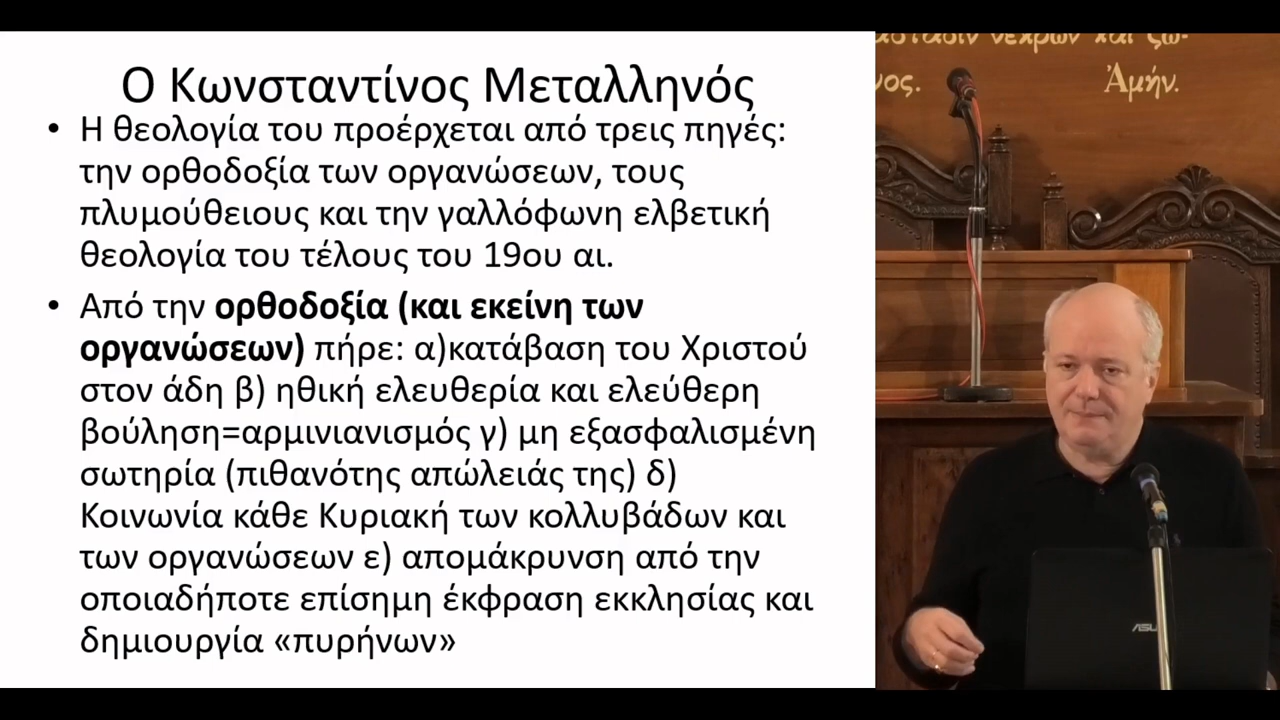 Ο Κωνσταντίνος Μεταλληνός
• Η θεολογία του προέρχεται από τρεις πηγές:
την ορθοδοξία των οργανώσεων, τους
πλυμούθειους και την γαλλόφωνη ελβετική
θεολογία του τέλους του 19ου αι.
• Από την ορθοδοξία (και εκείνη των
οργανώσεων) πήρε: α)κατάβαση του Χριστού
στον άδη β) ηθική ελευθερία και ελεύθερη
βούληση=αρμινιανισμός γ) μη εξασφαλισμένη
σωτηρία (πιθανότης απώλειάς της) δ)
Κοινωνία κάθε Κυριακή των κολλυβάδων και
των οργανώσεων ε) απομάκρυνση από την
οποιαδήποτε επίσημη έκφραση εκκλησίας και
δημιουργία «πυρήνων»
νεκρῶν καὶ ζω-
Ἀμήν.
ASUS